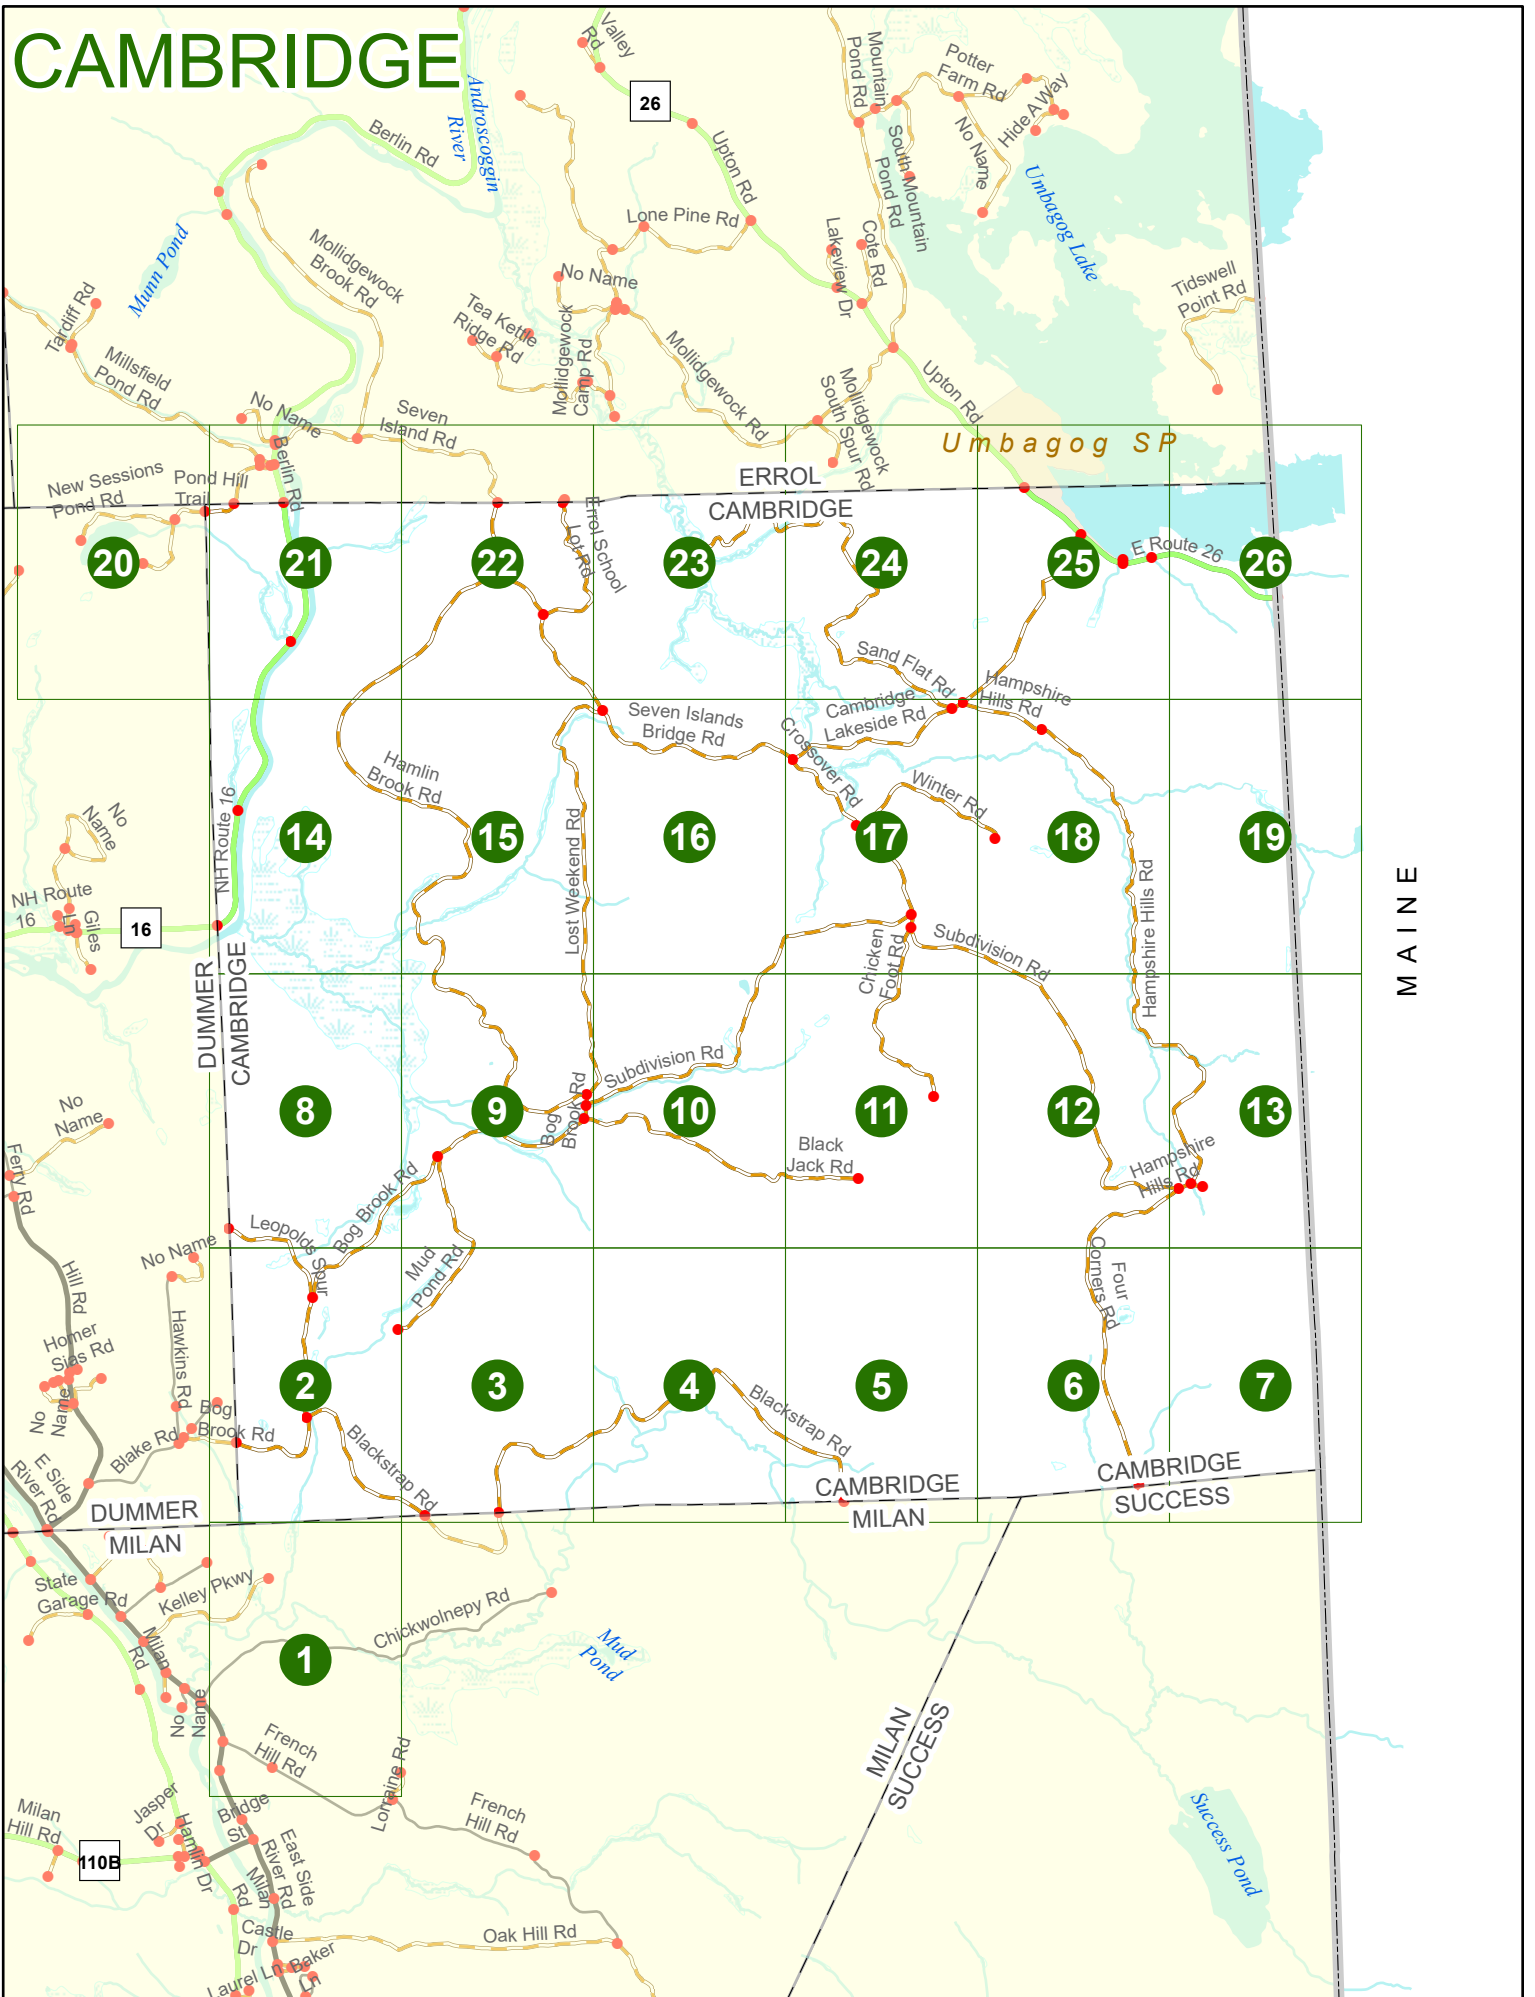 CAMBRIDGE
Androscoggin
River
Valley
Rd
26
Berlin Rd
Upton Rd
Mountain
Pond Rd
Potter
Farm Rd
Hide A Way
No Name
South Mountain
Pond Rd
Umbagog Lake
Munn Pond
Mollidgewock
Brook Rd
Lone Pine Rd
Lakeview Dr
Cote Rd
Tidswell
Point Rd
No Name
Tea Kettle
Ridge Rd
Mollidgewock
Camp Rd
Mollidgewock Rd
Mollidgewock
South Spur Rd
Upton Rd
Tardiff Rd
Millsfield
Pond Rd
No Name
Seven
Island Rd
Berlin Rd
Umbagog SP
New Sessions
Pond Rd
Pond Hill
Trail
ERROL
CAMBRIDGE
Errol School
Lot Rd
E Route 26
20
21
22
23
24
25
26
Sand Flat Rd
Hampshire
Hills Rd
Cambridge
Lakeside Rd
Seven Islands
Bridge Rd
Crossover Rd
Hamlin
Brook Rd
Winter Rd
NH Route 16
No
Name
14
15
16
17
18
19
Lost Weekend Rd
Hampshire Hills Rd
MAINE
NH Route
16
Giles
Ln
16
Chicken
Foot Rd
Subdivision Rd
DUMMER
CAMBRIDGE
Subdivision Rd
Bog
Brook Rd
8
9
10
11
12
13
No
Name
Ferry Rd
Black
Jack Rd
Hampshire
Hills Rd
Leopolds Spur
Bog Brook Rd
Mud
Pond Rd
No Name
Hill Rd
Hawkins Rd
Four
Corners Rd
Homer
Sias Rd
No
Name
2
3
4
5
6
7
Bog
Brook Rd
Blake Rd
Blackstrap Rd
Blackstrap Rd
E Side
River Rd
DUMMER
MILAN
CAMBRIDGE
MILAN
CAMBRIDGE
SUCCESS
State
Garage Rd
Kelley Pkwy
Chickwolnepy Rd
Milan
Rd
1
Mud
Pond
No
Name
French
Hill Rd
Lorraine Rd
MILAN
SUCCESS
French
Hill Rd
Milan
Hill Rd
Jasper
Dr
Hamlin Dr
Bridge
St
110B
East Side
River Rd
Milan
Rd
Success Pond
Castle
Dr
Oak Hill Rd
Laurel Ln
Baker
Ln